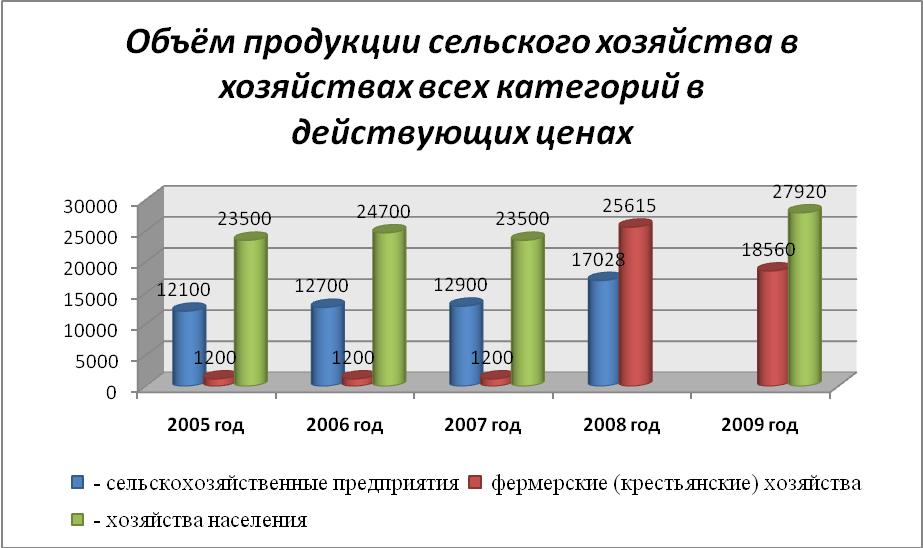 Объём продукции сельского хозяйства в
хозяйствах всех категорий в
действующих ценах
30000
25000
20000
15000
10000
5000
0
12100
1200
23500
12700
1200
24700
12900
1200
23500
17028
25615
18560
27920
2005 год
2006 год
2007 год
2008 год
2009 год
- сельскохозяйственные предприятия
фермерские (крестьянские) хозяйства
- хозяйства населения